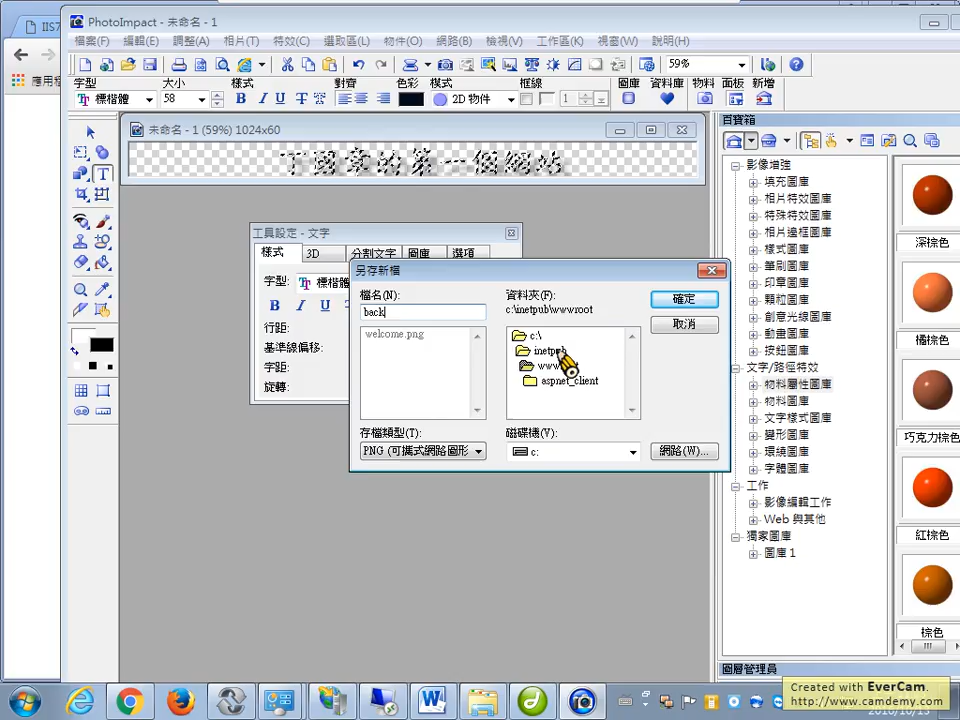 IIS7
PhotoImpact - 未命名 - 1
檔案(F) 編輯(E) 調整(A) 相片(T) 特效(C) 選取區(L) 物件(O) 網路(B) 檢視(V) 工作區(K) 視窗(W) 說明(H)
59%
字型 大小 樣式 對齊 色彩 模式 框線 圖庫 資料庫 物料 面板 新增
楷書體 58 B I U 2D 物件 1
應用程
未命名 - 1 (59%) 1024x60
丁國章的第一個網站
百寶箱
影像增強
填充圖庫
相片特效圖庫
特殊特效圖庫
相片邊框圖庫
樣式圖庫
筆刷圖庫
印章圖庫
顆粒圖庫
創意光線圖庫
動畫圖庫
按鈕圖庫
文字/路徑特效
物料屬性圖庫
物料圖庫
文字樣式圖庫
變形圖庫
環繞圖庫
字體圖庫
工作
影像編輯工作
Web 與其他
獨家圖庫
圖庫 1
深棕色
橘棕色
巧克力棕
紅棕色
棕色
圖層管理員
工具設定 - 文字
樣式 3D 分割文字 圖庫 選項
字型: 楷書體
B I U
行距:
基準線偏移:
字距:
旋轉:
另存新檔
檔名(N):
back
welcome.png
存檔類型(T):
PNG (可攜式網路圖形
資料夾(F):
c:\inetpub\wwwroot
c:\
inetpub
aspnet_client
磁碟機(V):
c:
確定
取消
網路(W)...
Created with EverCam.
http://www.camdemy.com